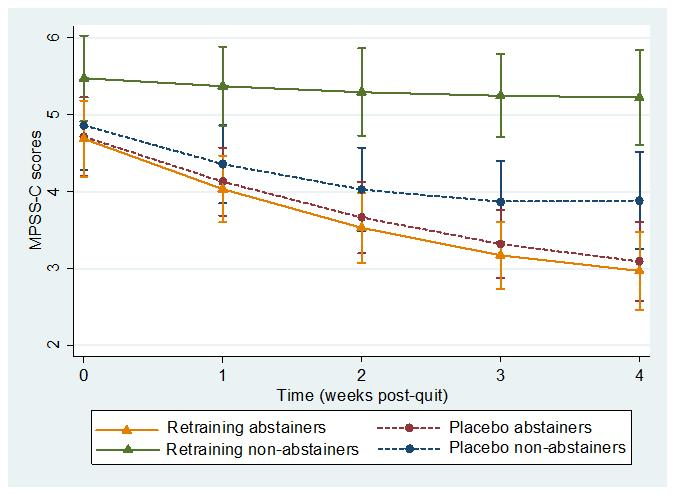 6
5
4
3
2
MPSS-C scores
0 1 2 3 4
Time (weeks post-quit)
Retraining abstainers Placebo abstainers
Retraining non-abstainers Placebo non-abstainers